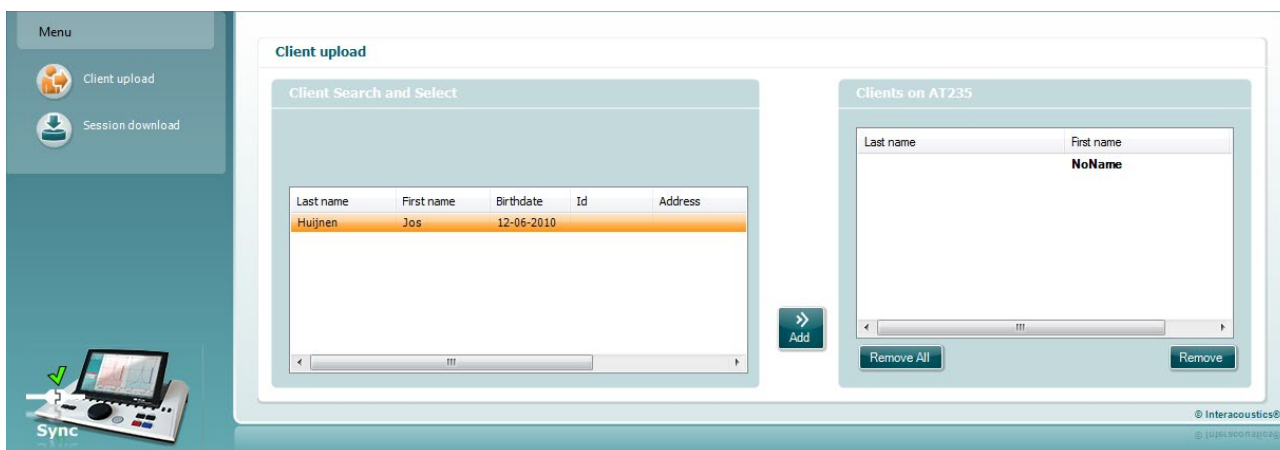 Menu
Client upload
Session download
Sync
Client upload
Client Search and Select
Last name First name Birthdate Id Address
Huijnen Jos 12-06-2010
Add
Clients on AT235
Last name First name
NoName
Remove All Remove
© Interacoustics®